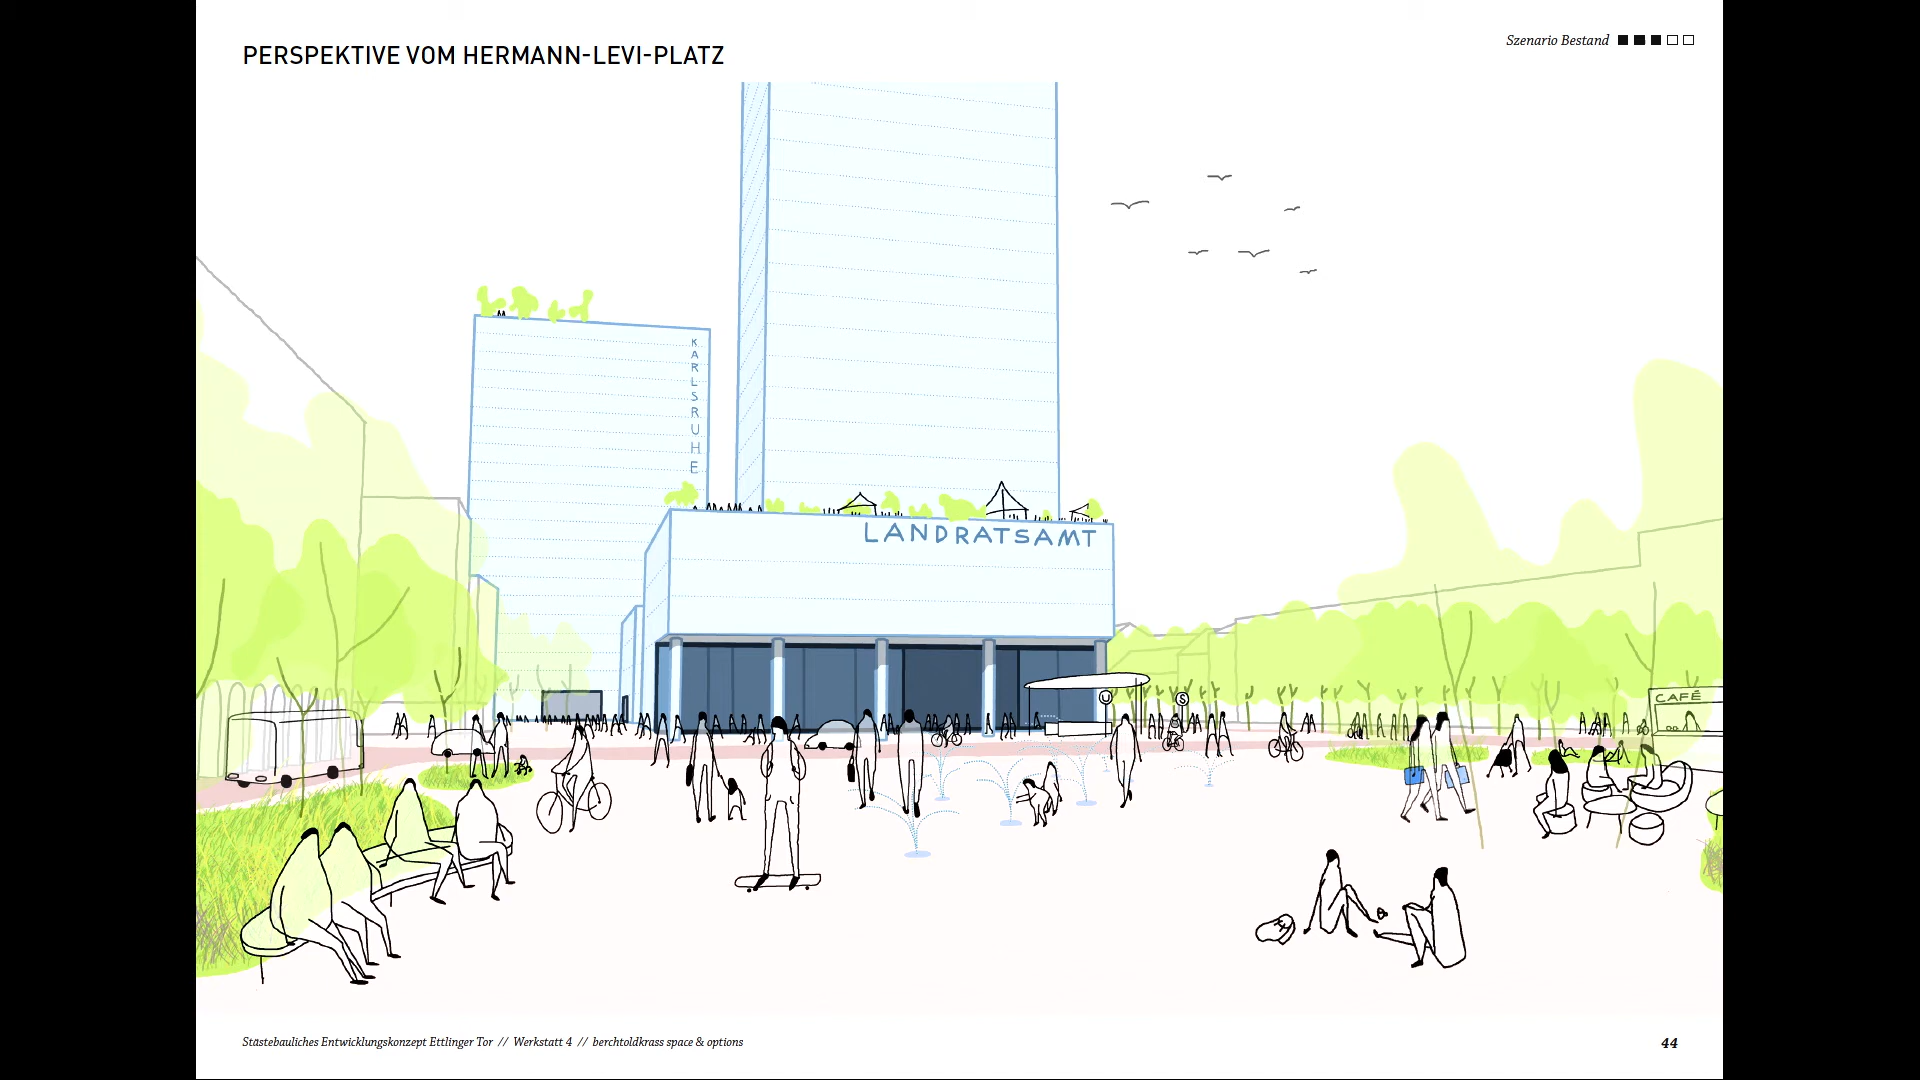 PERSPEKTIVE VOM HERMANN-LEVI-PLATZ
Szenario Bestand
KARLSRUHE
LANDRATSAMT
U
S
CAFÉ
Stästebauliches Entwicklungskonzept Ettlinger Tor // Werkstatt 4 // berchtoldkrass space & options
44